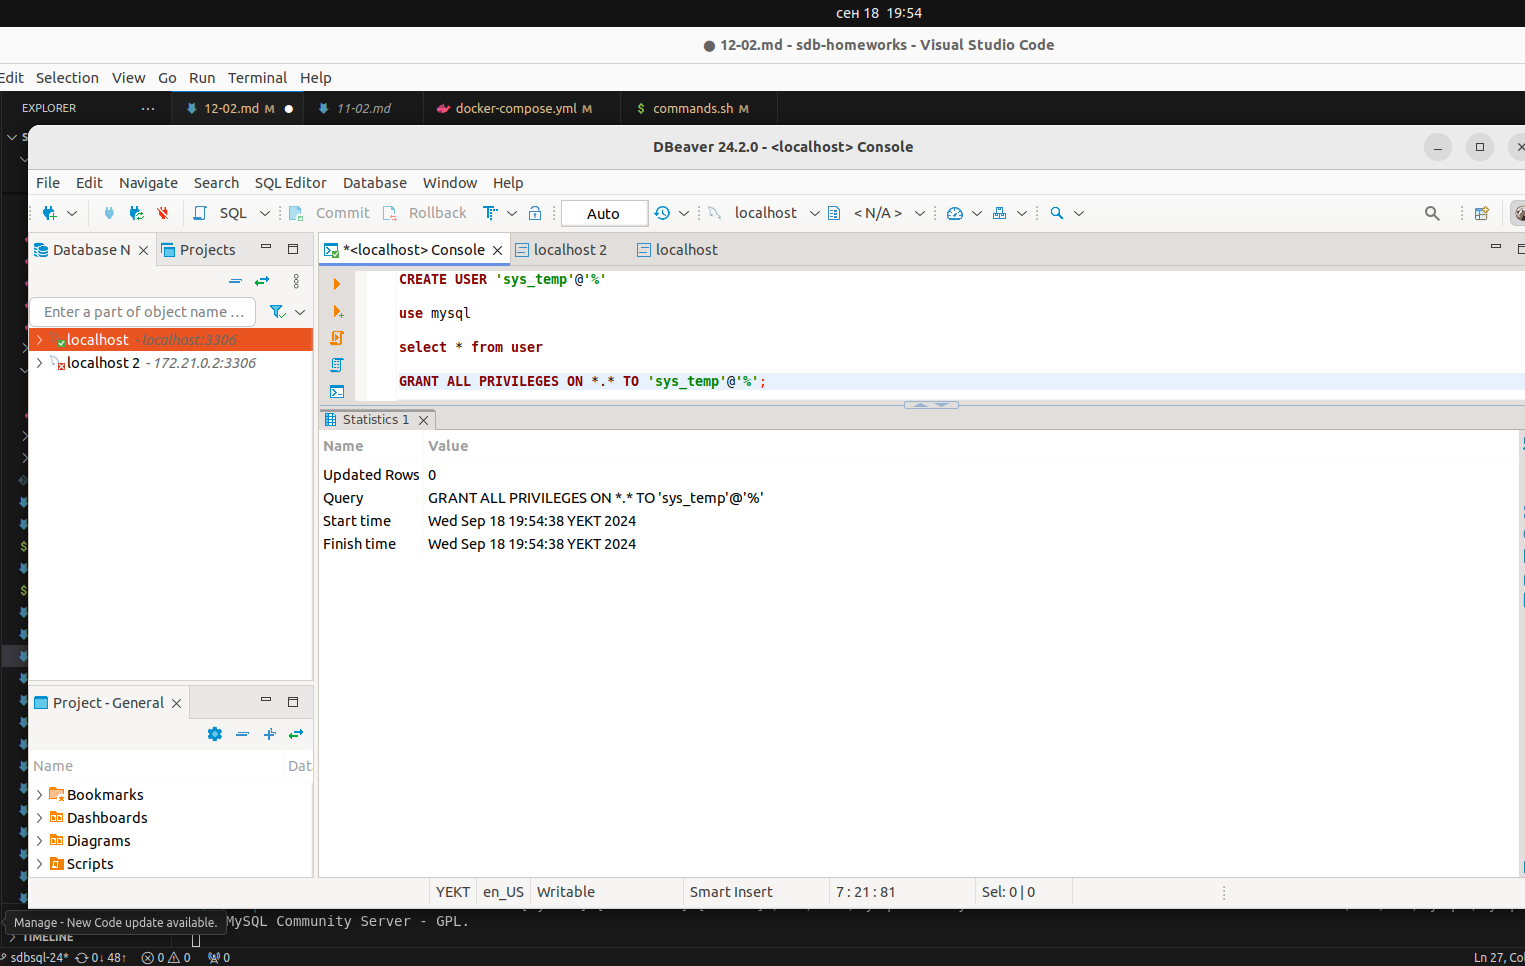 сен 18 19:54
● 12-02.md - sdb-homeworks - Visual Studio Code
Edit Selection View Go Run Terminal Help
EXPLORER ··· 12-02.md M ● 11-02.md docker-compose.yml M $ commands.sh M
DBeaver 24.2.0 - <localhost> Console
File Edit Navigate Search SQL Editor Database Window Help
SQL Commit Rollback Auto localhost < N/A >
Database N Projects
*<localhost> Console localhost 2 localhost
Enter a part of object name ...
localhost - localhost:3306
localhost 2 - 172.21.0.2:3306
CREATE USER 'sys_temp'@'%'
use mysql
select * from user
GRANT ALL PRIVILEGES ON *.* TO 'sys_temp'@'%';
Statistics 1
Name Value
Updated Rows 0
Query GRANT ALL PRIVILEGES ON *.* TO 'sys_temp'@'%'
Start time Wed Sep 18 19:54:38 YEKT 2024
Finish time Wed Sep 18 19:54:38 YEKT 2024
Project - General
Name Dat
Bookmarks
Dashboards
Diagrams
Scripts
YEKT en_US Writable Smart Insert 7 : 21 : 81 Sel: 0 | 0
Manage - New Code update available.
MySQL Community Server - GPL.
TIMELINE
sdbsql-24* 0↓ 48↑ 0 0 0 Ln 27, Co